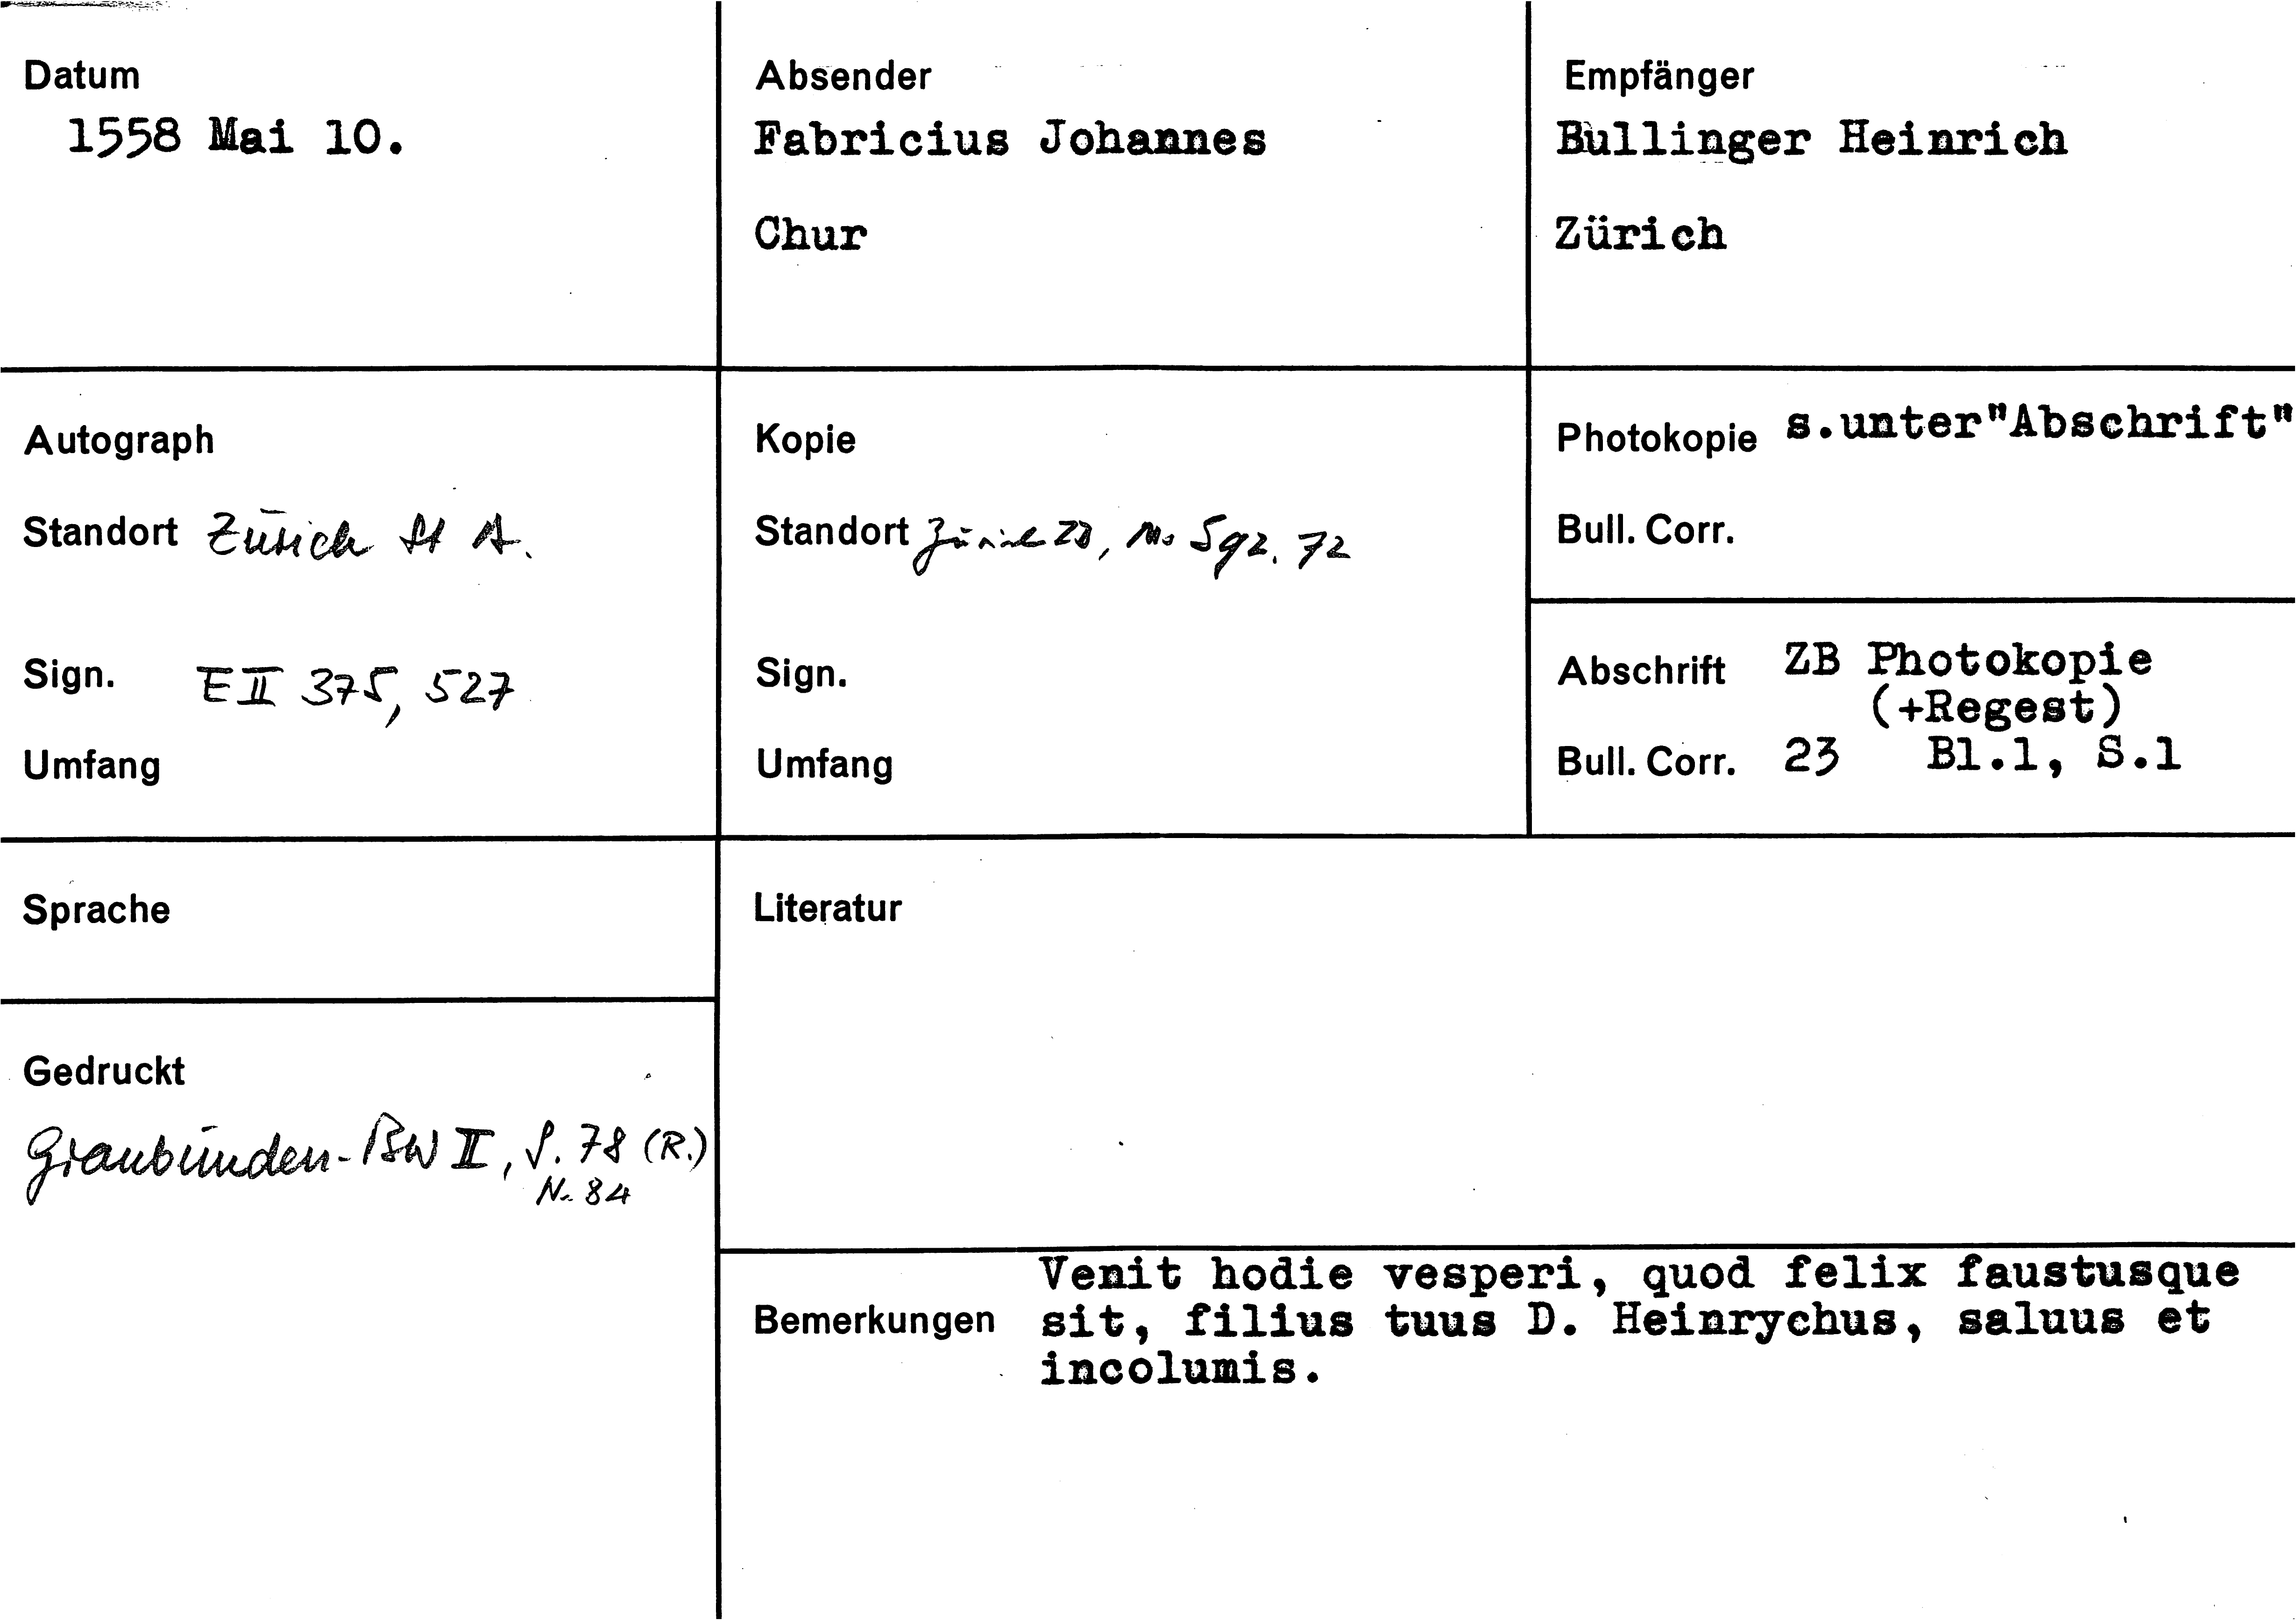 Datum
1558 Mai 10.
Absender
Fabricius Johannes
Chur
Empfänger
Bullinger Heinrich
Zürich
Autograph
Standort Zürich StA.
Sign. E II 375, 527
Umfang
Kopie
Standort Zürich ZB, Ms S 92. 72
Sign.
Umfang
Photokopie s.unter"Abschrift"
Bull. Corr.
Abschrift ZB Photokopie
(+Regest)
Bull. Corr. 23 Bl.1, S.1
Sprache
Gedruckt
Graubünden-BW II, S. 78 (R.)
Nr. 84
Literatur
Bemerkungen
Venit hodie vesperi, quod felix faustusque
sit, filius tuus D. Heinrychus, saluus et
incolumis.